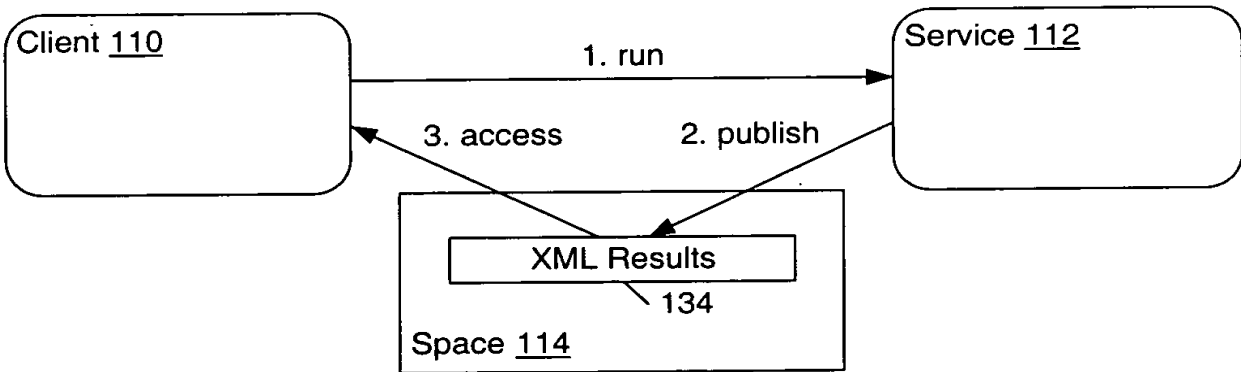 Client 110
Service 112
1. run
3. access
2. publish
XML Results
134
Space 114